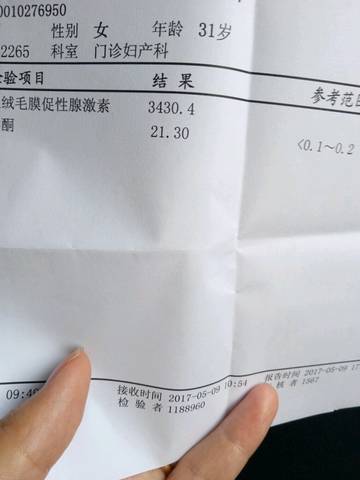 0010276950
性别 女 年龄 31岁
2265 科室 门诊妇产科
验项目 结 果 参考范
绒毛膜促性腺激素 3430.4
酮 21.30 <0.1~0.2
接收时间 2017-05-09 10:54 报告时间 2017-05-09
检 验 者 1188960 核 者 1567